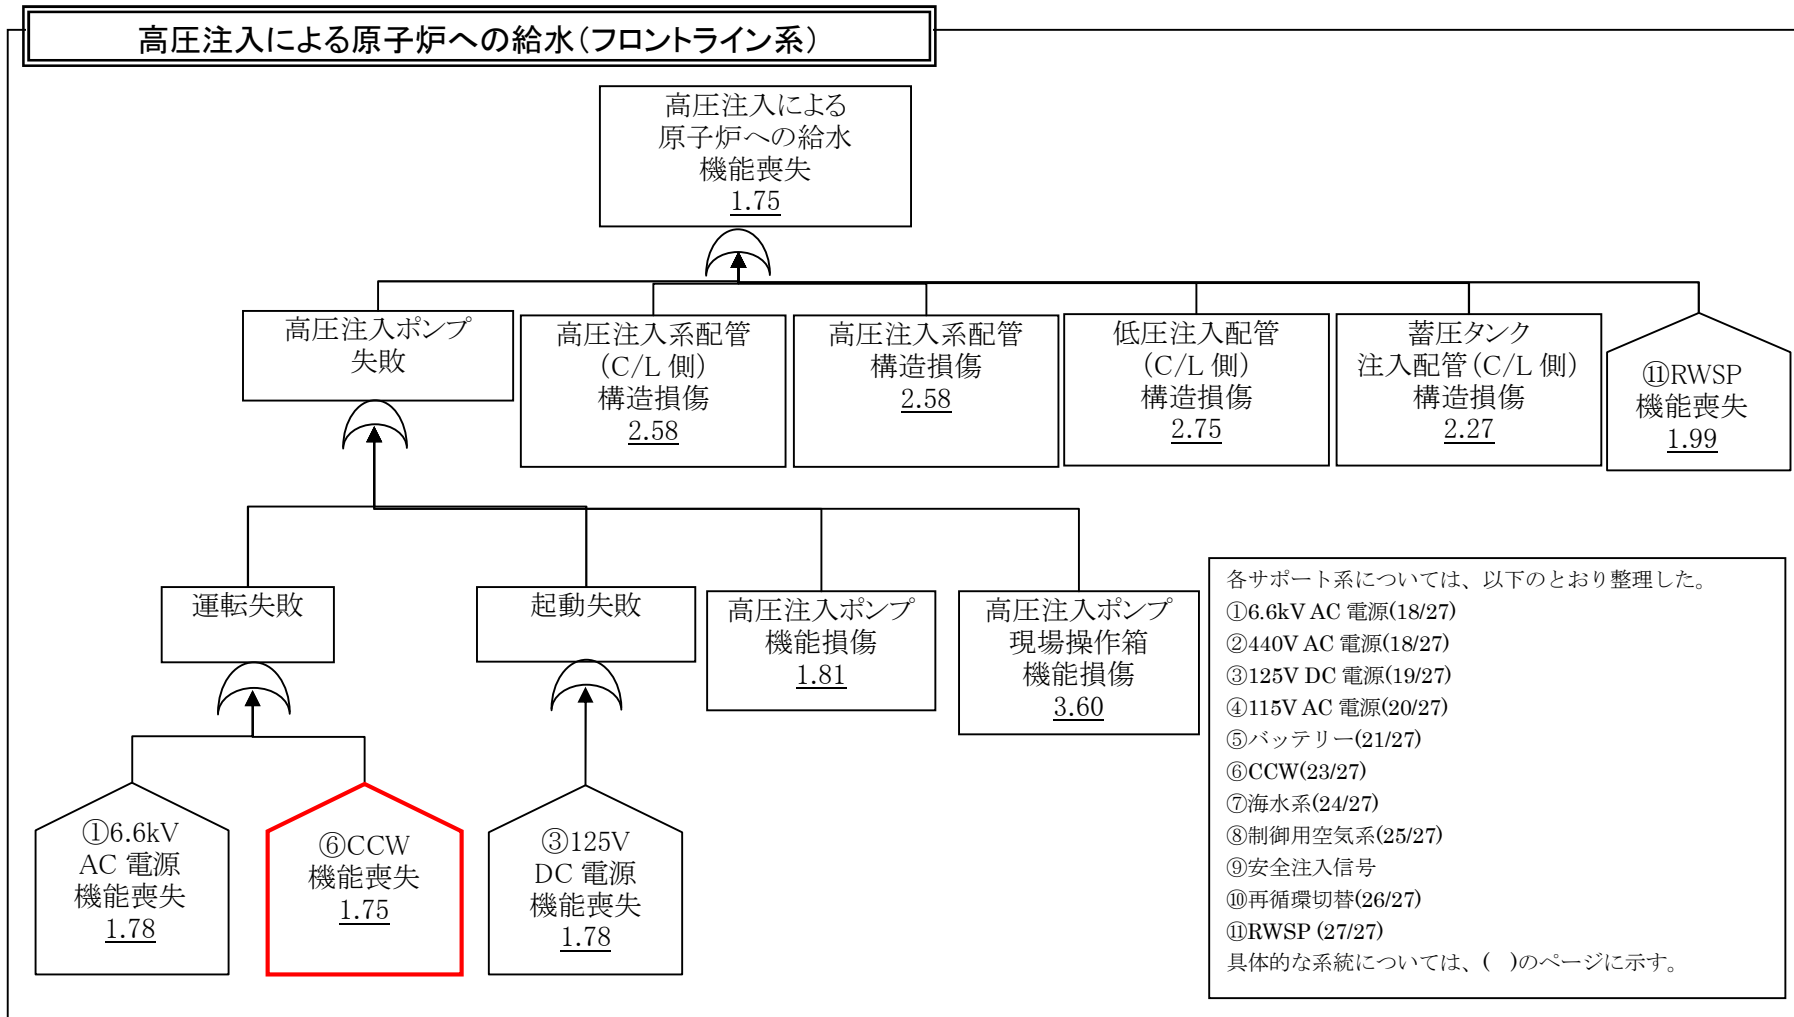 高圧注入による原子炉への給水(フロントライン系)
高圧注入による
原子炉への給水
機能喪失
1.75
高圧注入ポンプ
失敗
高圧注入系配管
(C/L 側)
構造損傷
2.58
高圧注入系配管
構造損傷
2.58
低圧注入配管
(C/L 側)
構造損傷
2.75
蓄圧タンク
注入配管(C/L 側)
構造損傷
2.27
⑪RWSP
機能喪失
1.99
運転失敗
起動失敗
高圧注入ポンプ
機能損傷
1.81
高圧注入ポンプ
現場操作箱
機能損傷
3.60
①6.6kV
AC 電源
機能喪失
1.78
⑥CCW
機能喪失
1.75
③125V
DC 電源
機能喪失
1.78
各サポート系については、以下のとおり整理した。
①6.6kV AC 電源(18/27)
②440V AC 電源(18/27)
③125V DC 電源(19/27)
④115V AC 電源(20/27)
⑤バッテリー(21/27)
⑥CCW(23/27)
⑦海水系(24/27)
⑧制御用空気系(25/27)
⑨安全注入信号
⑩再循環切替(26/27)
⑪RWSP (27/27)
具体的な系統については、( )のページに示す。